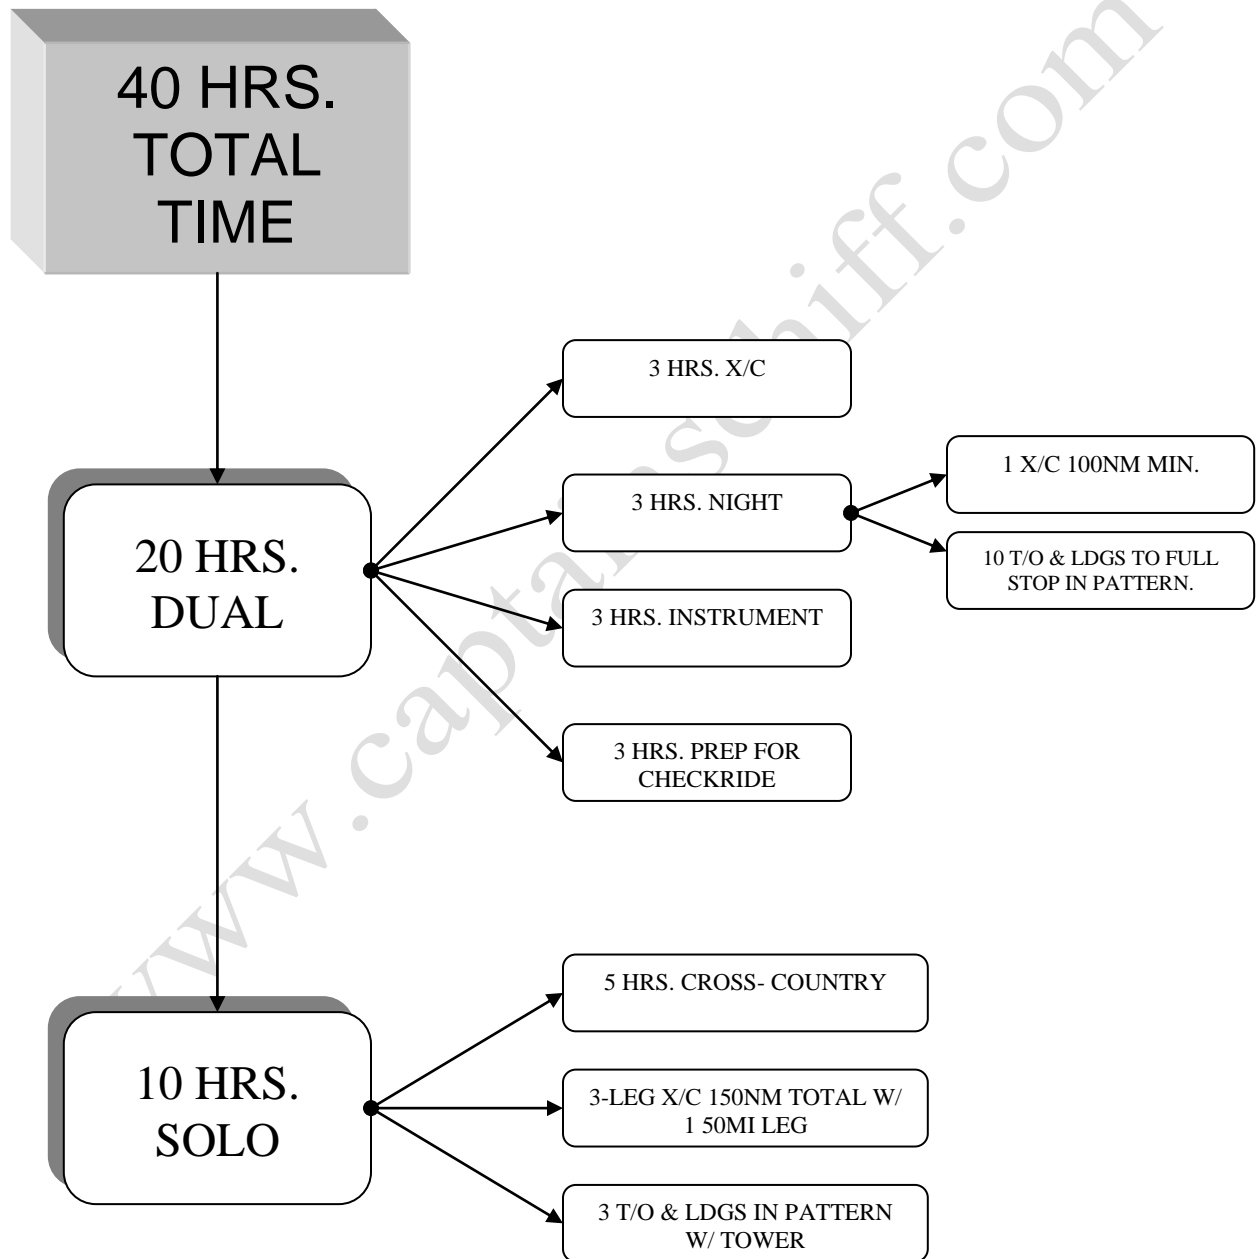 40 HRS.
TOTAL
TIME
3 HRS. X/C
3 HRS. NIGHT
1 X/C 100NM MIN.
10 T/O & LDGS TO FULL
STOP IN PATTERN.
20 HRS.
DUAL
3 HRS. INSTRUMENT
3 HRS. PREP FOR
CHECKRIDE
5 HRS. CROSS- COUNTRY
10 HRS.
SOLO
3-LEG X/C 150NM TOTAL W/
1 50MI LEG
3 T/O & LDGS IN PATTERN
W/ TOWER
www.captainschiff.com